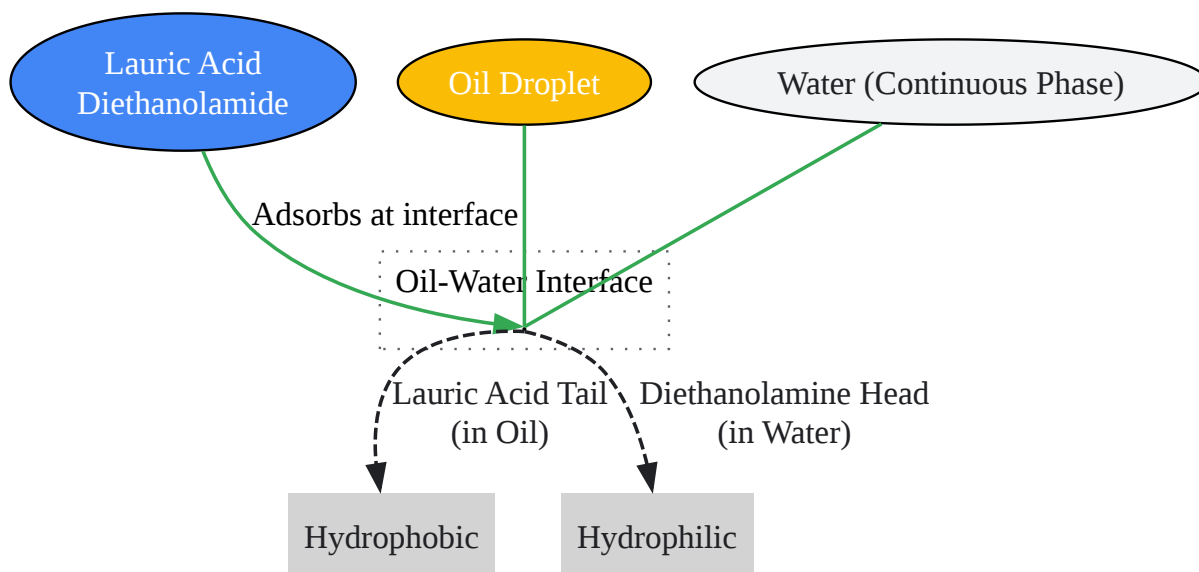 Lauric Acid
Diethanolamide
Oil Droplet
Water (Continuous Phase)
Adsorbs at interface
Oil-Water Interface
Lauric Acid Tail
(in Oil)
Diethanolamine Head
(in Water)
Hydrophobic
Hydrophilic